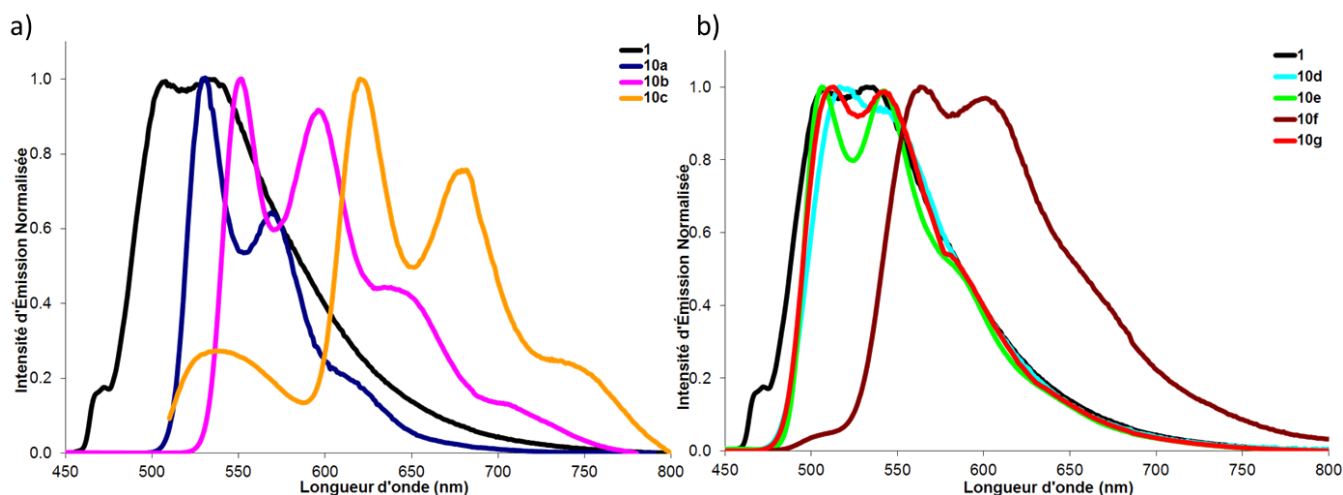 a)
1
10a
10b
10c
Intensité d'Émission Normalisée
1.0
0.8
0.6
0.4
0.2
0.0
450 500 550 600 650 700 750 800
Longueur d'onde (nm)
b)
1
10d
10e
10f
10g
Intensité d'Émission Normalisée
1.0
0.8
0.6
0.4
0.2
0.0
450 500 550 600 650 700 750 800
Longueur d'onde (nm)